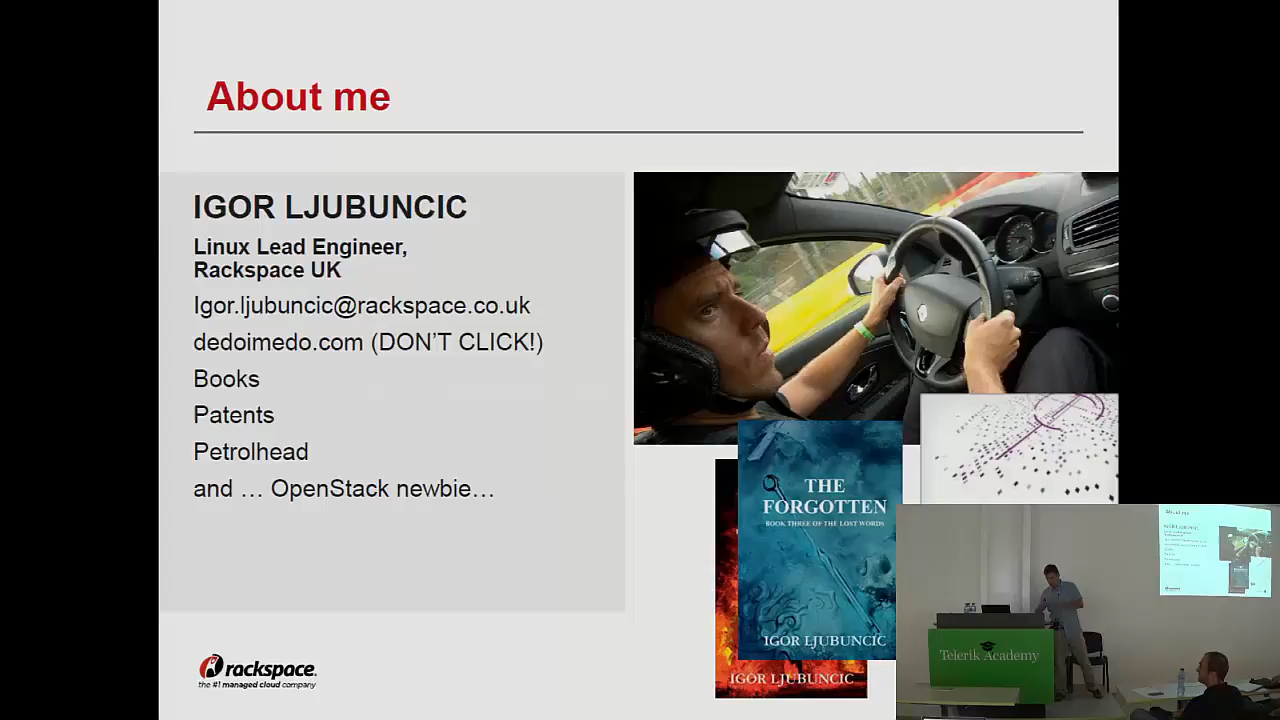 About me
IGOR LJUBUNCIC
Linux Lead Engineer,
Rackspace UK
Igor.ljubuncic@rackspace.co.uk
dedoimedo.com (DON'T CLICK!)
Books
Patents
Petrolhead
and … OpenStack newbie…
THE
FORGOTTEN
BOOK THREE OF THE LOST WORDS
IGOR LJUBUNCIC
IGOR LJUBUNCIC
rackspace.
the #1 managed cloud company
About me
Telerik Academy